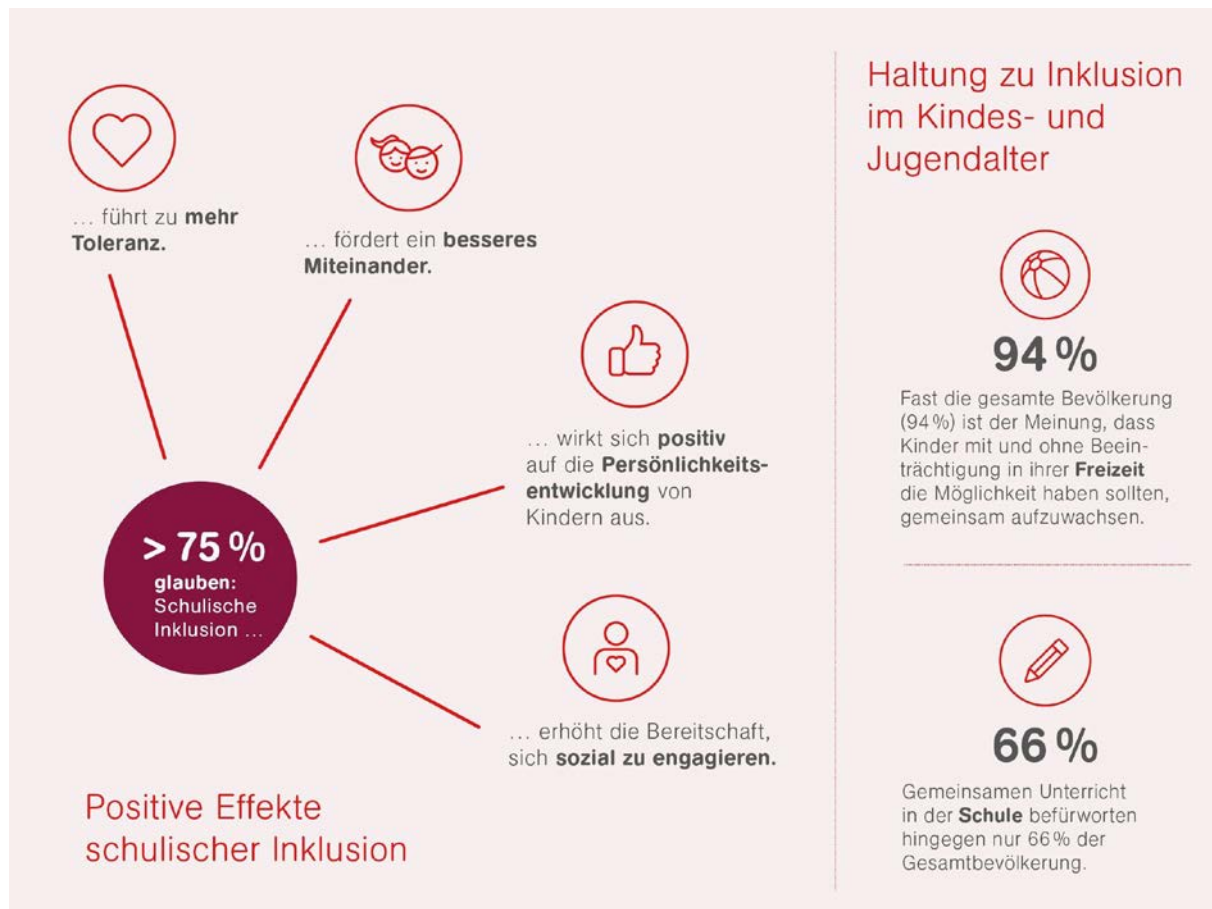 … führt zu mehr
Toleranz.
… fördert ein besseres
Miteinander.
… wirkt sich positiv
auf die Persönlichkeits-
entwicklung von
Kindern aus.
> 75 %
glauben:
Schulische
Inklusion …
… erhöht die Bereitschaft,
sich sozial zu engagieren.
Positive Effekte
schulischer Inklusion
Haltung zu Inklusion
im Kindes- und
Jugendalter
94 %
Fast die gesamte Bevölkerung
(94 %) ist der Meinung, dass
Kinder mit und ohne Beein-
trächtigung in ihrer Freizeit
die Möglichkeit haben sollten,
gemeinsam aufzuwachsen.
66 %
Gemeinsamen Unterricht
in der Schule befürworten
hingegen nur 66 % der
Gesamtbevölkerung.